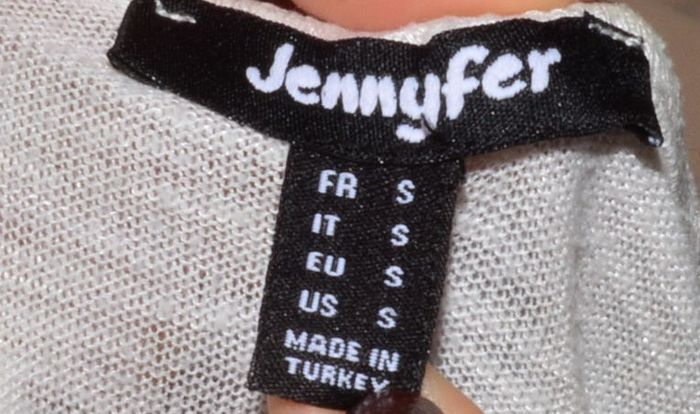 Jennyfer
FR S
IT S
EU S
US S
MADE IN
TURKEY